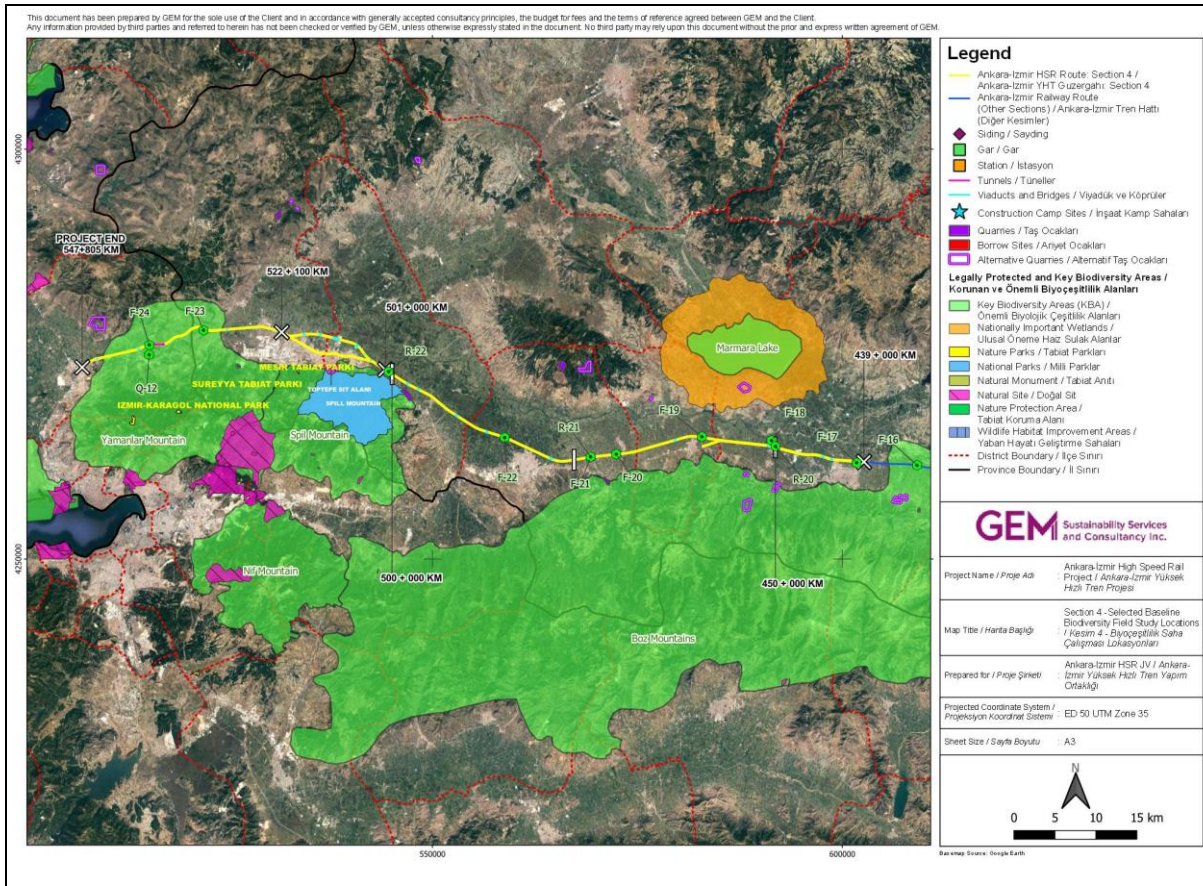 This document has been prepared by GEM for the sole use of the Client and in accordance with generally accepted consultancy principles, the budget for fees and the terms of reference agreed between GEM and the Client.
Any information provided by third parties and referred to herein has not been checked or verified by GEM, unless otherwise expressly stated in the document. No third party may rely upon this document without the prior and express written agreement of GEM.
4300000
4250000
550000
600000
PROJECT END
547+805 KM
522 + 100 KM
501 + 000 KM
439 + 000 KM
F-24
F-23
R-22
Marmara Lake
MESIR TABIAT PARKI
Q-12
SUREYYA TABIAT PARKI
TOPTEPE SIT ALANI
SPILL MOUNTAIN
IZMIR-KARAGOL NATIONAL PARK
F-19
F-18
R-21
F-17
F-16
Yamanlar Mountain
Spil Mountain
F-22
F-21
F-20
R-20
Nif Mountain
500 + 000 KM
450 + 000 KM
Boz Mountains
Legend
Ankara-Izmir HSR Route: Section 4 /
Ankara-Izmir YHT Guzergahı: Section 4
Ankara-Izmir Railway Route
(Other Sections) / Ankara-İzmir Tren Hattı
(Diğer Kesimler)
Siding / Sayding
Gar / Gar
Station / İstasyon
Tunnels / Tüneller
Viaducts and Bridges / Viyadük ve Köprüler
Construction Camp Sites / İnşaat Kamp Sahaları
Quarries / Taş Ocakları
Borrow Sites / Ariyet Ocakları
Alternative Quarries / Alternatif Taş Ocakları
Legally Protected and Key Biodiversity Areas /
Korunan ve Önemli Biyoçeşitlilik Alanları
Key Biodiversity Areas (KBA) /
Önemli Biyolojik Çeşitlilik Alanları
Nationally Important Wetlands /
Ulusal Öneme Haiz Sulak Alanlar
Nature Parks / Tabiat Parkları
National Parks / Milli Parklar
Natural Monument / Tabiat Anıtı
Natural Site / Doğal Sit
Nature Protection Area /
Tabiat Koruma Alanı
Wildlife Habitat Improvement Areas /
Yaban Hayatı Geliştirme Sahaları
District Boundary / İlçe Sınırı
Province Boundary / İl Sınırı
GEM Sustainability Services
and Consultancy Inc.
Project Name / Proje Adı : Ankara-Izmir High Speed Rail
Project / Ankara-İzmir Yüksek
Hızlı Tren Projesi
Map Title / Harita Başlığı : Section 4 - Selected Baseline
Biodiversity Field Study Locations
/ Kesim 4 - Biyoçeşitlilik Saha
Çalışması Lokasyonları
Prepared for / Proje Şirketi : Ankara-Izmir HSR JV / Ankara-
İzmir Yüksek Hızlı Tren Yapım
Ortaklığı
Projected Coordinate System /
Projeksiyon Koordinat Sistemi : ED 50 UTM Zone 35
Sheet Size / Sayfa Boyutu : A3
N
0 5 10 15 km
Basemap Source: Google Earth